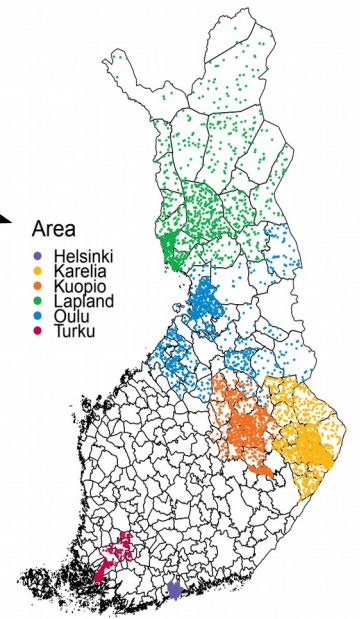 Area
Helsinki
Karelia
Kuopio
Lapland
Oulu
Turku